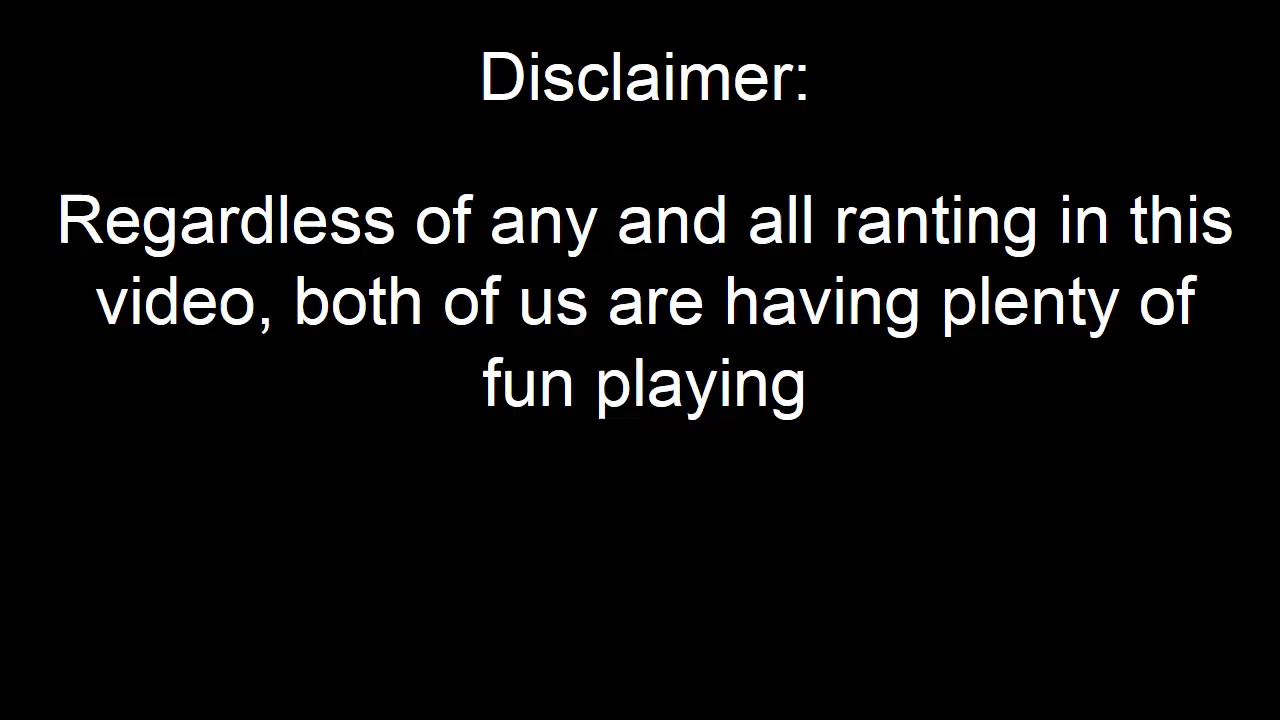 Disclaimer:
Regardless of any and all ranting in this
video, both of us are having plenty of
fun playing